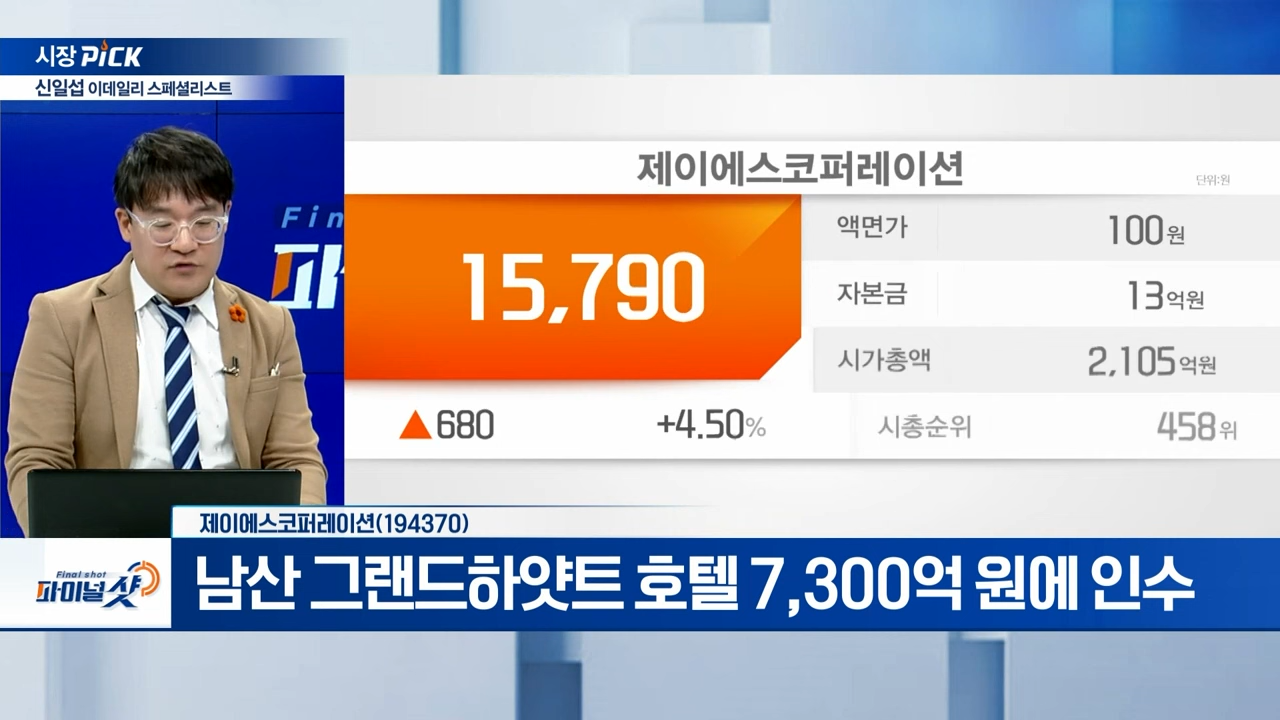 시장 PiCK
신일섭 이데일리 스페셜리스트
Fin
파
제이에스코퍼레이션
단위:원
15,790
▲680 +4.50%
액면가 100원
자본금 13억원
시가총액 2,105억원
시총순위 458위
제이에스코퍼레이션(194370)
Final shot
파이널샷
남산 그랜드하얏트 호텔 7,300억 원에 인수